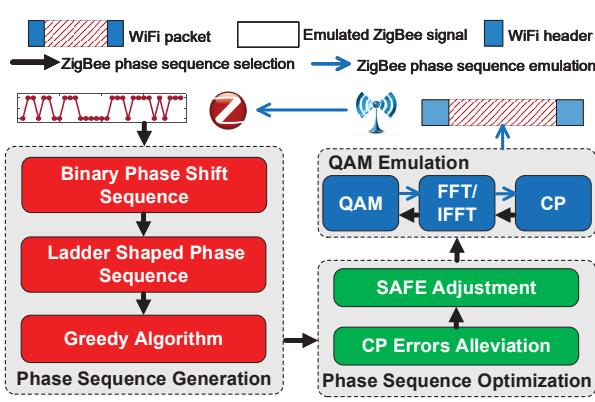 WiFi packet
Emulated ZigBee signal
WiFi header
ZigBee phase sequence selection
ZigBee phase sequence emulation
Z
Binary Phase Shift
Sequence
Ladder Shaped Phase
Sequence
Greedy Algorithm
Phase Sequence Generation
QAM Emulation
QAM
FFT/
IFFT
CP
SAFE Adjustment
CP Errors Alleviation
Phase Sequence Optimization